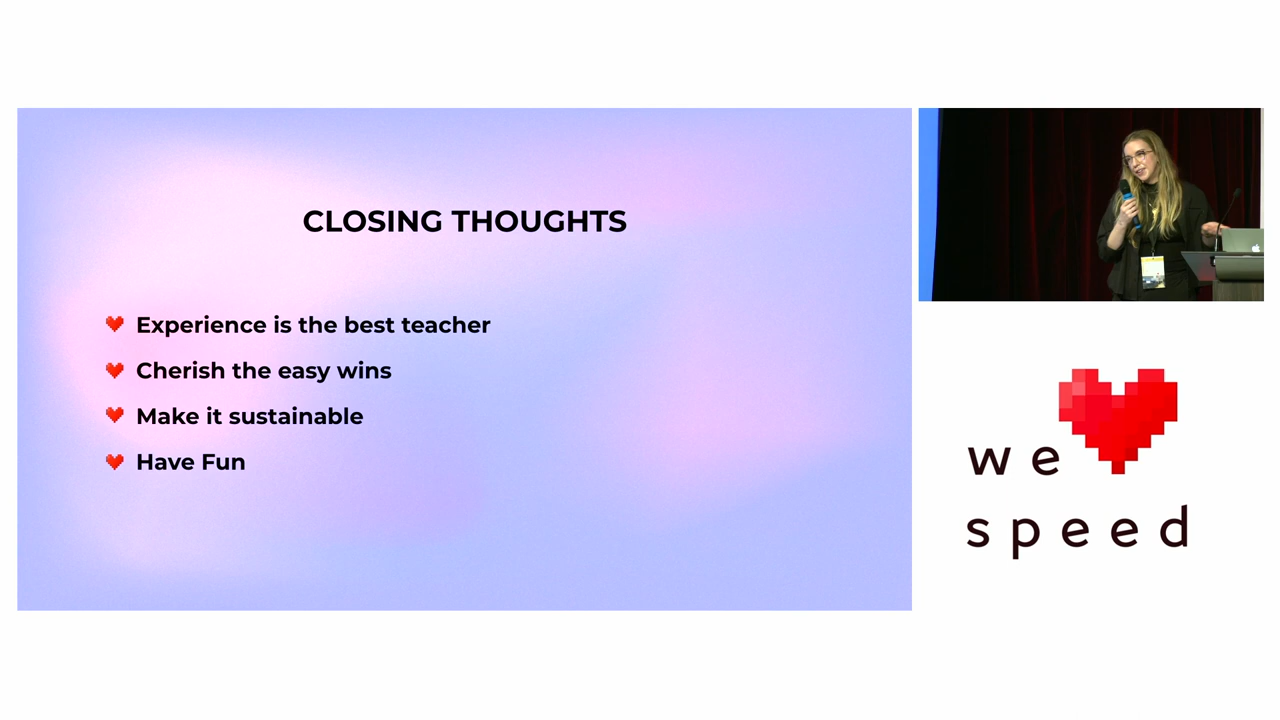 CLOSING THOUGHTS
Experience is the best teacher
Cherish the easy wins
Make it sustainable
Have Fun
we
speed